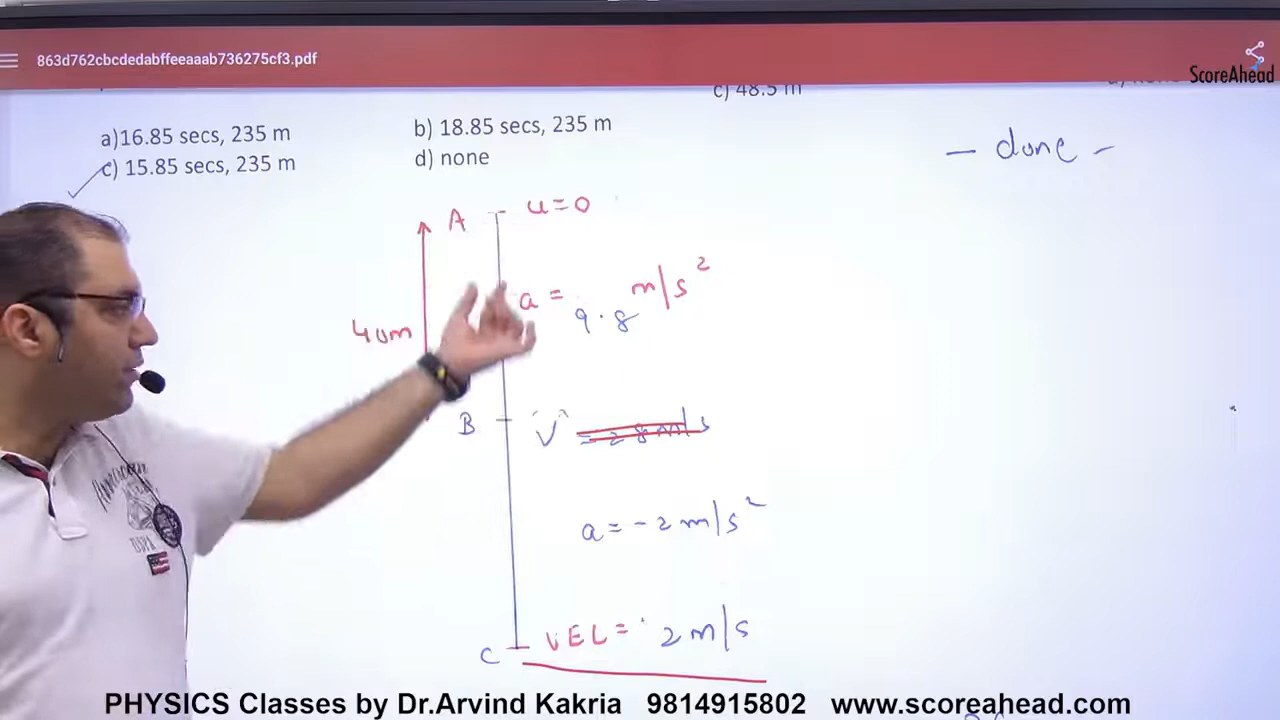 863d762cbcdedabffeeaaab736275cf3.pdf
ScoreAhead
c) 48.5 m
a)16.85 secs, 235 m
b) 18.85 secs, 235 m
c) 15.85 secs, 235 m
d) none
- done -
A
u=0
a = 9.8 m/s²
40m
B
V = 28m/s
a = -2 m/s²
C
VEL = 2 m/s
PHYSICS Classes by Dr.Arvind Kakria 9814915802 www.scoreahead.com